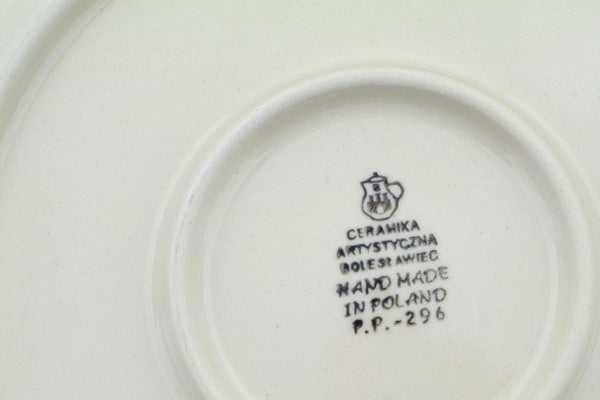 CERAMIKA
ARTYSTYCZNA
BOLESŁAWIEC
HAND MADE
IN POLAND
P.P.-296